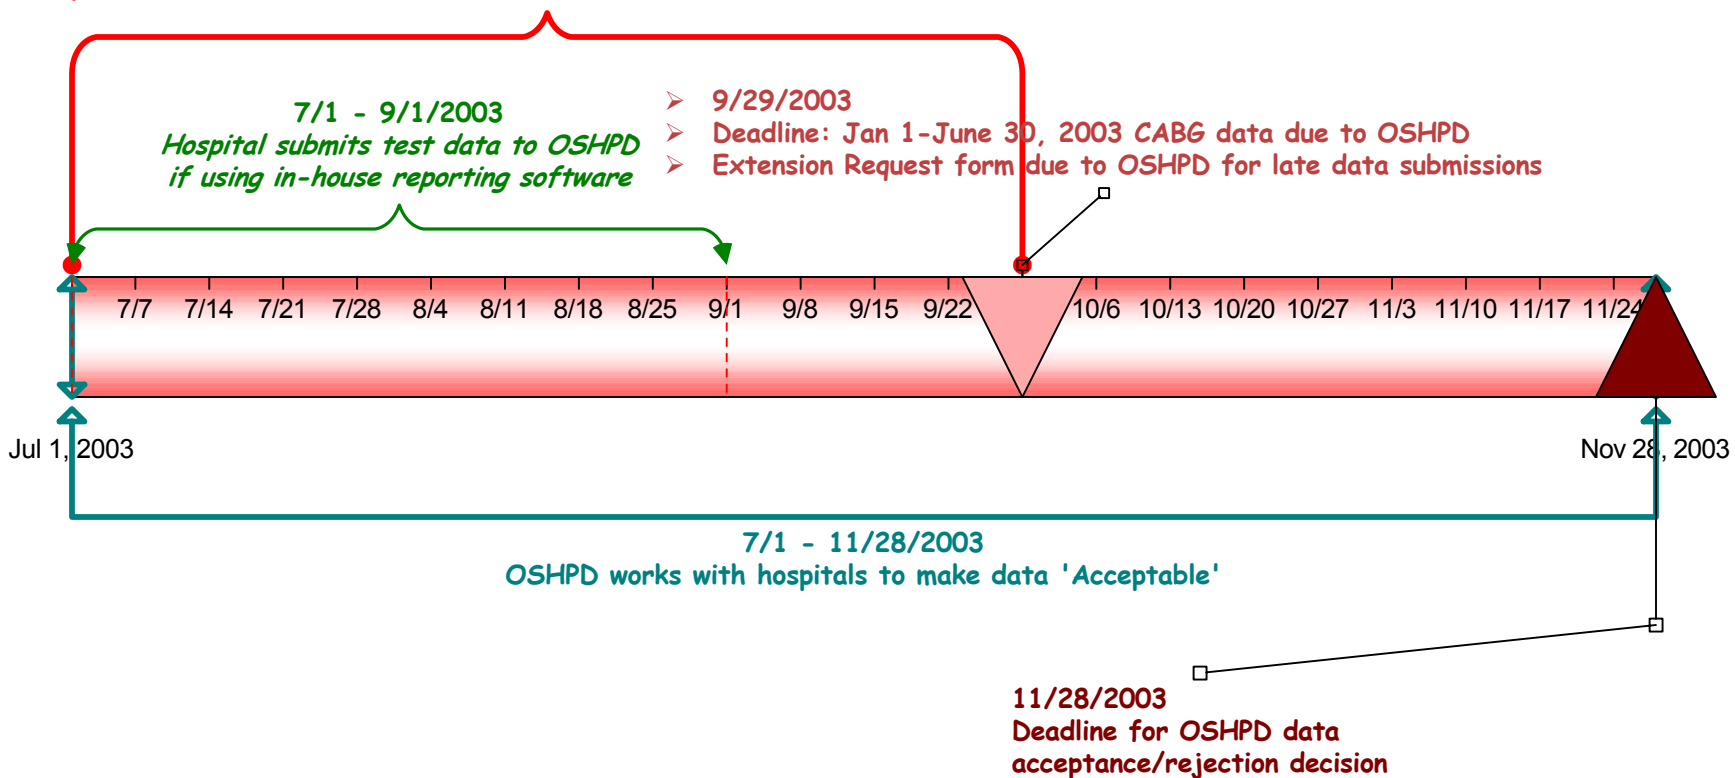 7/1 - 9/1/2003
Hospital submits test data to OSHPD
if using in-house reporting software
➢ 9/29/2003
➢ Deadline: Jan 1-June 30, 2003 CABG data due to OSHPD
➢ Extension Request form due to OSHPD for late data submissions
7/7 7/14 7/21 7/28 8/4 8/11 8/18 8/25 9/1 9/8 9/15 9/22 10/6 10/13 10/20 10/27 11/3 11/10 11/17 11/24
Jul 1, 2003
Nov 28, 2003
7/1 - 11/28/2003
OSHPD works with hospitals to make data 'Acceptable'
11/28/2003
Deadline for OSHPD data
acceptance/rejection decision